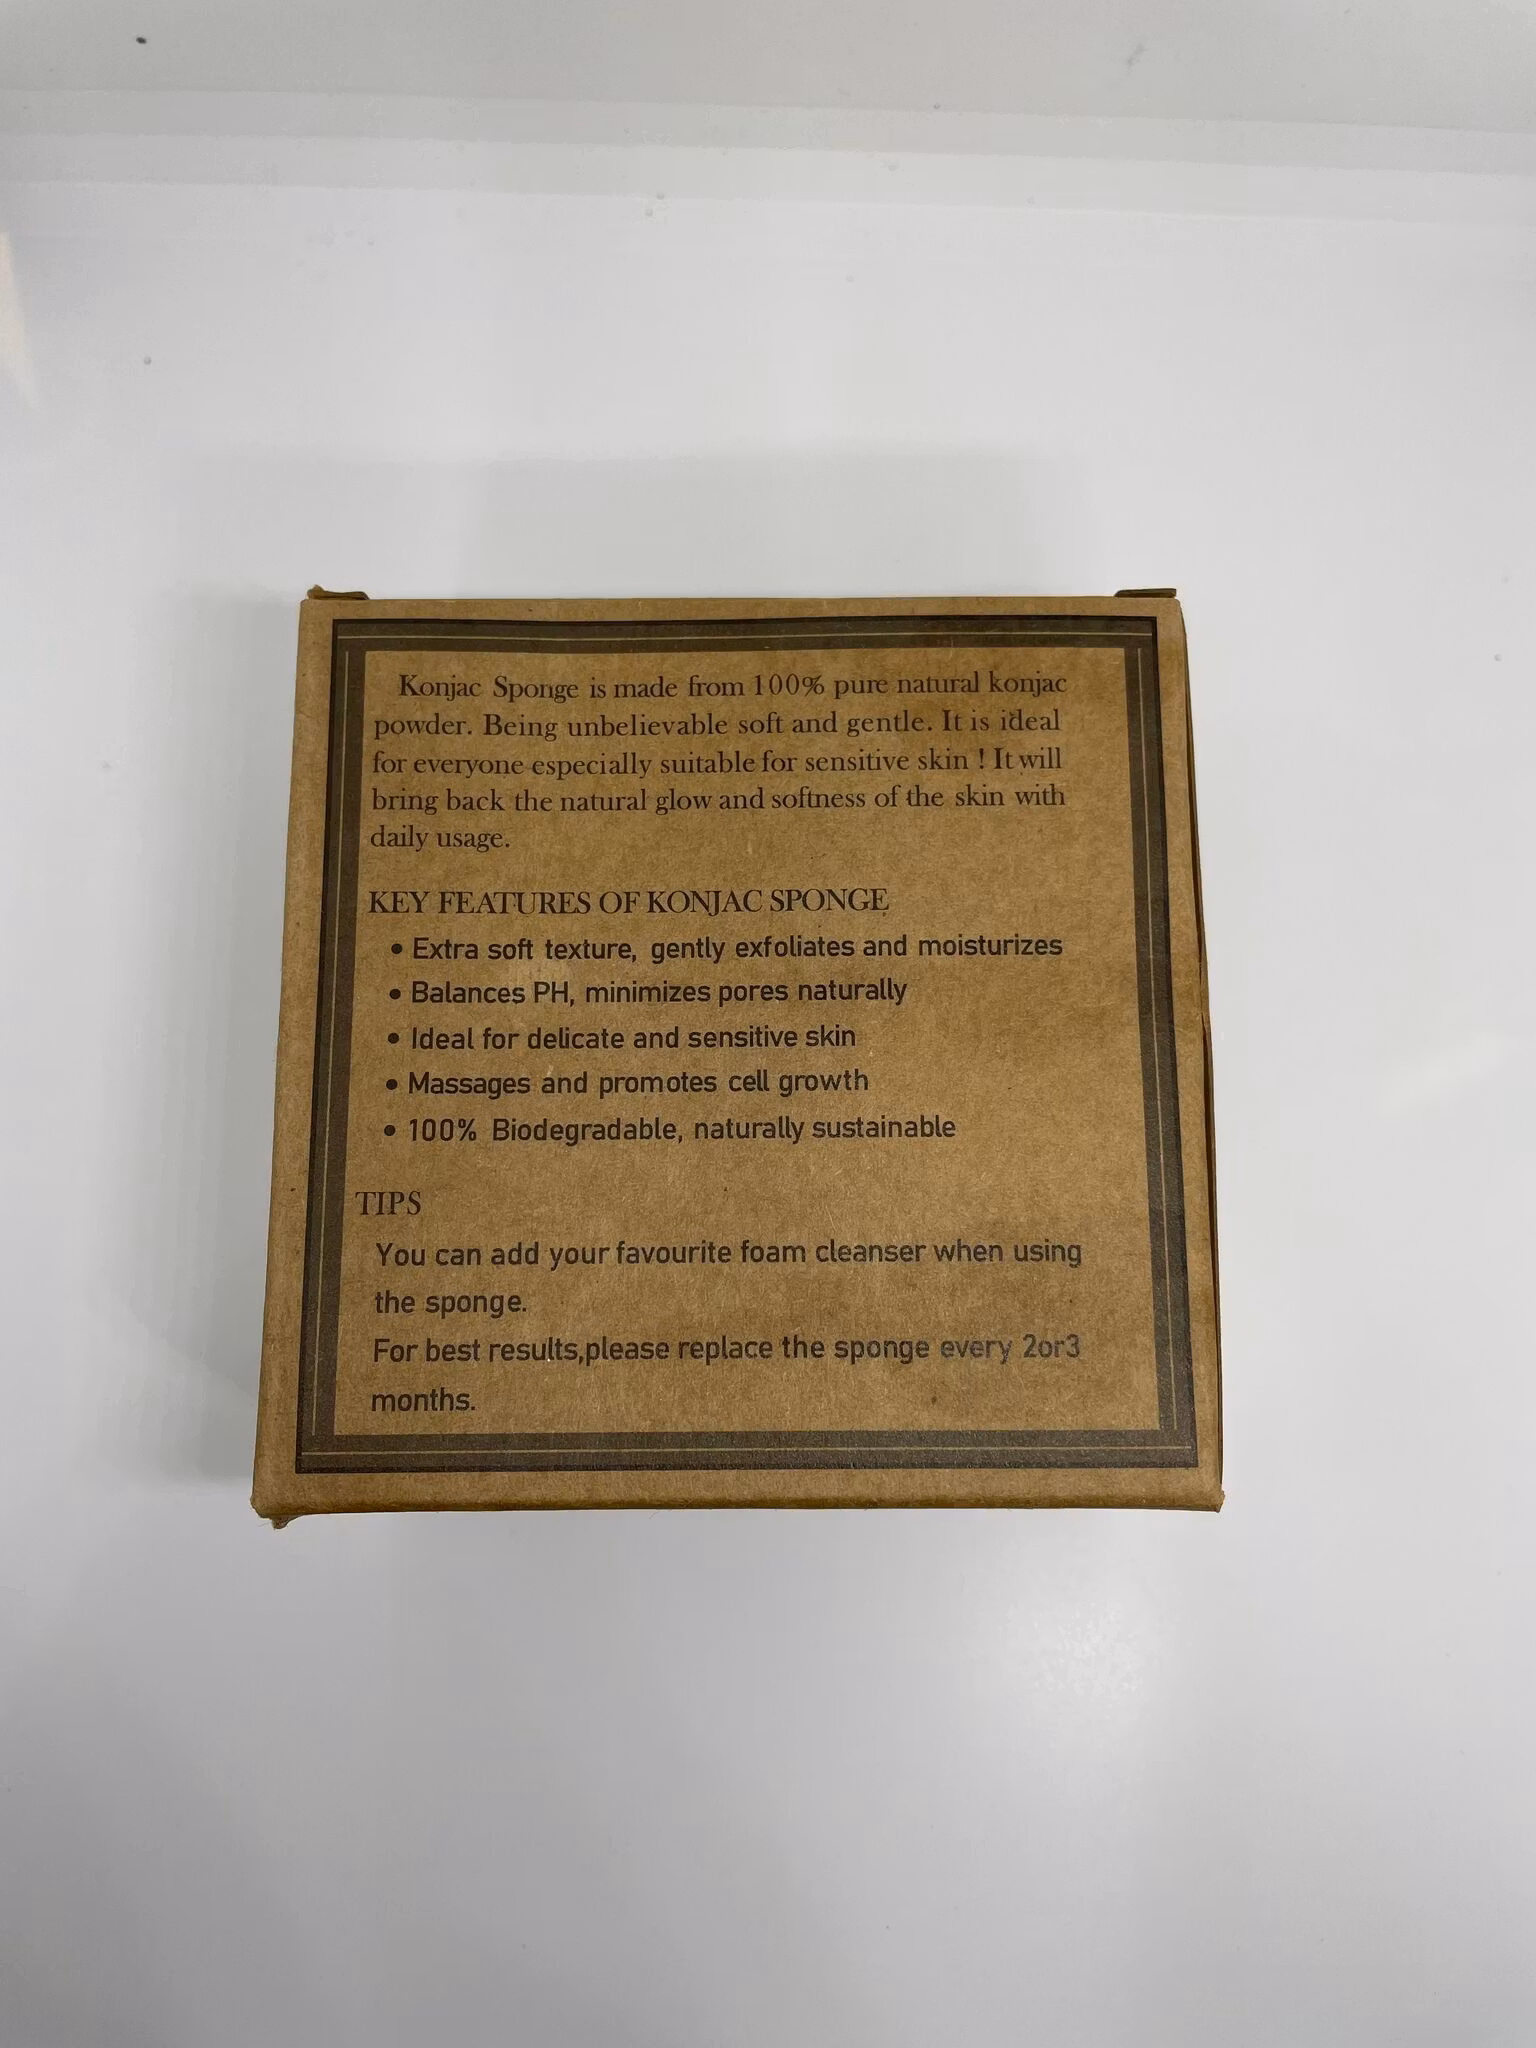 Konjac Sponge is made from 100% pure natural konjac
powder. Being unbelievable soft and gentle. It is ideal
for everyone especially suitable for sensitive skin ! It will
bring back the natural glow and softness of the skin with
daily usage.
KEY FEATURES OF KONJAC SPONGE
• Extra soft texture, gently exfoliates and moisturizes
• Balances PH, minimizes pores naturally
• Ideal for delicate and sensitive skin
• Massages and promotes cell growth
• 100% Biodegradable, naturally sustainable
TIPS
You can add your favourite foam cleanser when using
the sponge.
For best results,please replace the sponge every 2or3
months.